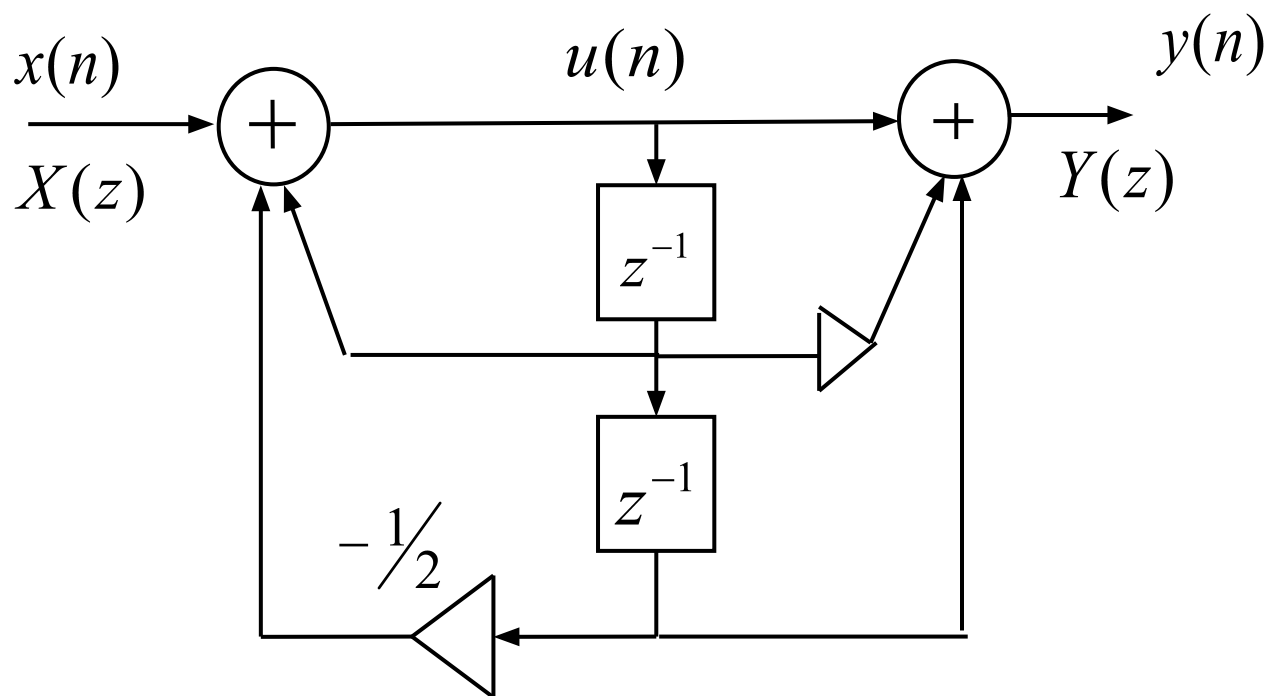 x(n)
u(n)
y(n)
+
+
X(z)
Y(z)
z⁻¹
z⁻¹
− 1/2